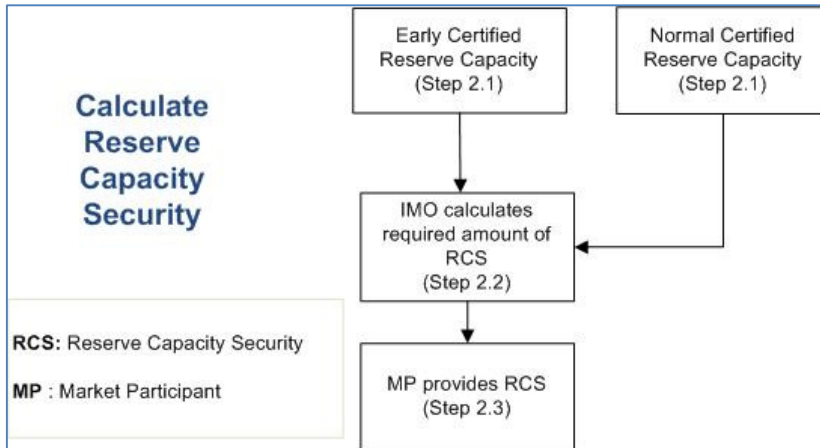 Calculate
Reserve
Capacity
Security
Early Certified
Reserve Capacity
(Step 2.1)
Normal Certified
Reserve Capacity
(Step 2.1)
IMO calculates
required amount of
RCS
(Step 2.2)
MP provides RCS
(Step 2.3)
RCS: Reserve Capacity Security
MP : Market Participant